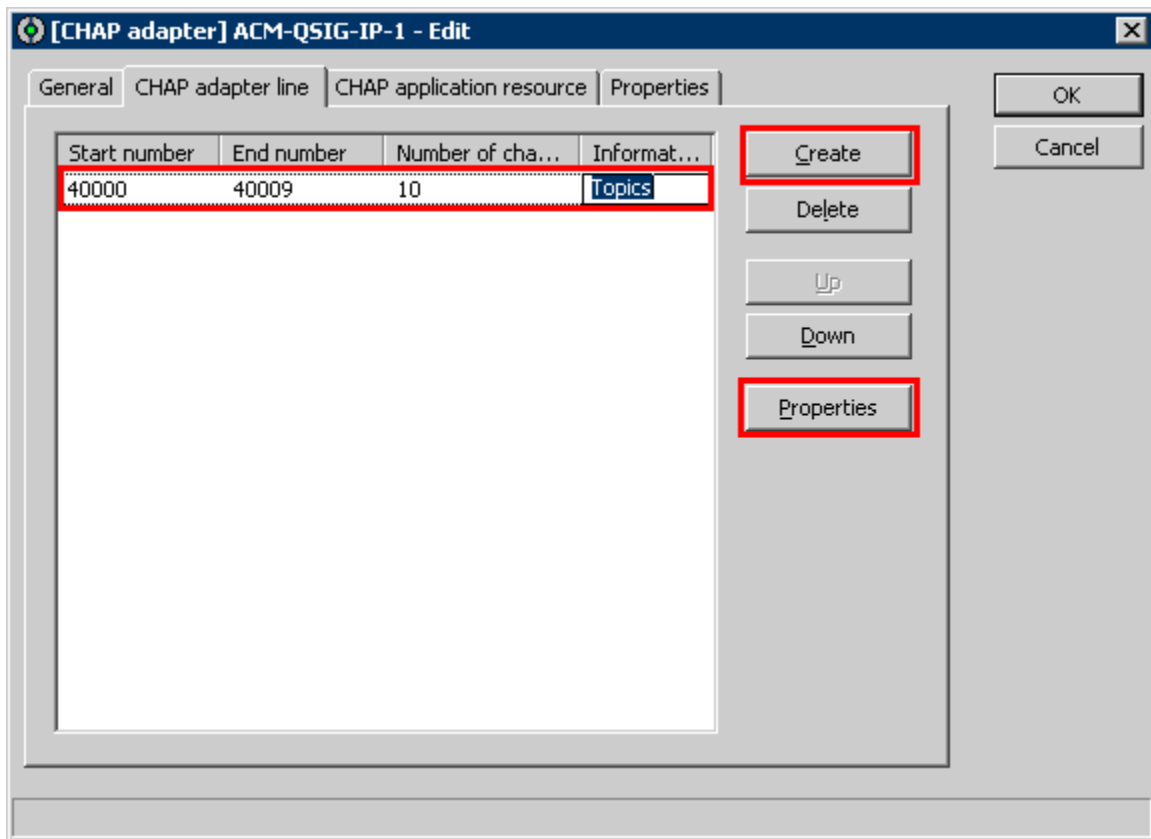 [CHAP adapter] ACM-QSIG-IP-1 - Edit
General CHAP adapter line CHAP application resource Properties
OK
Cancel
Start number End number Number of cha... Informat...
40000 40009 10 Topics
Create
Delete
Up
Down
Properties